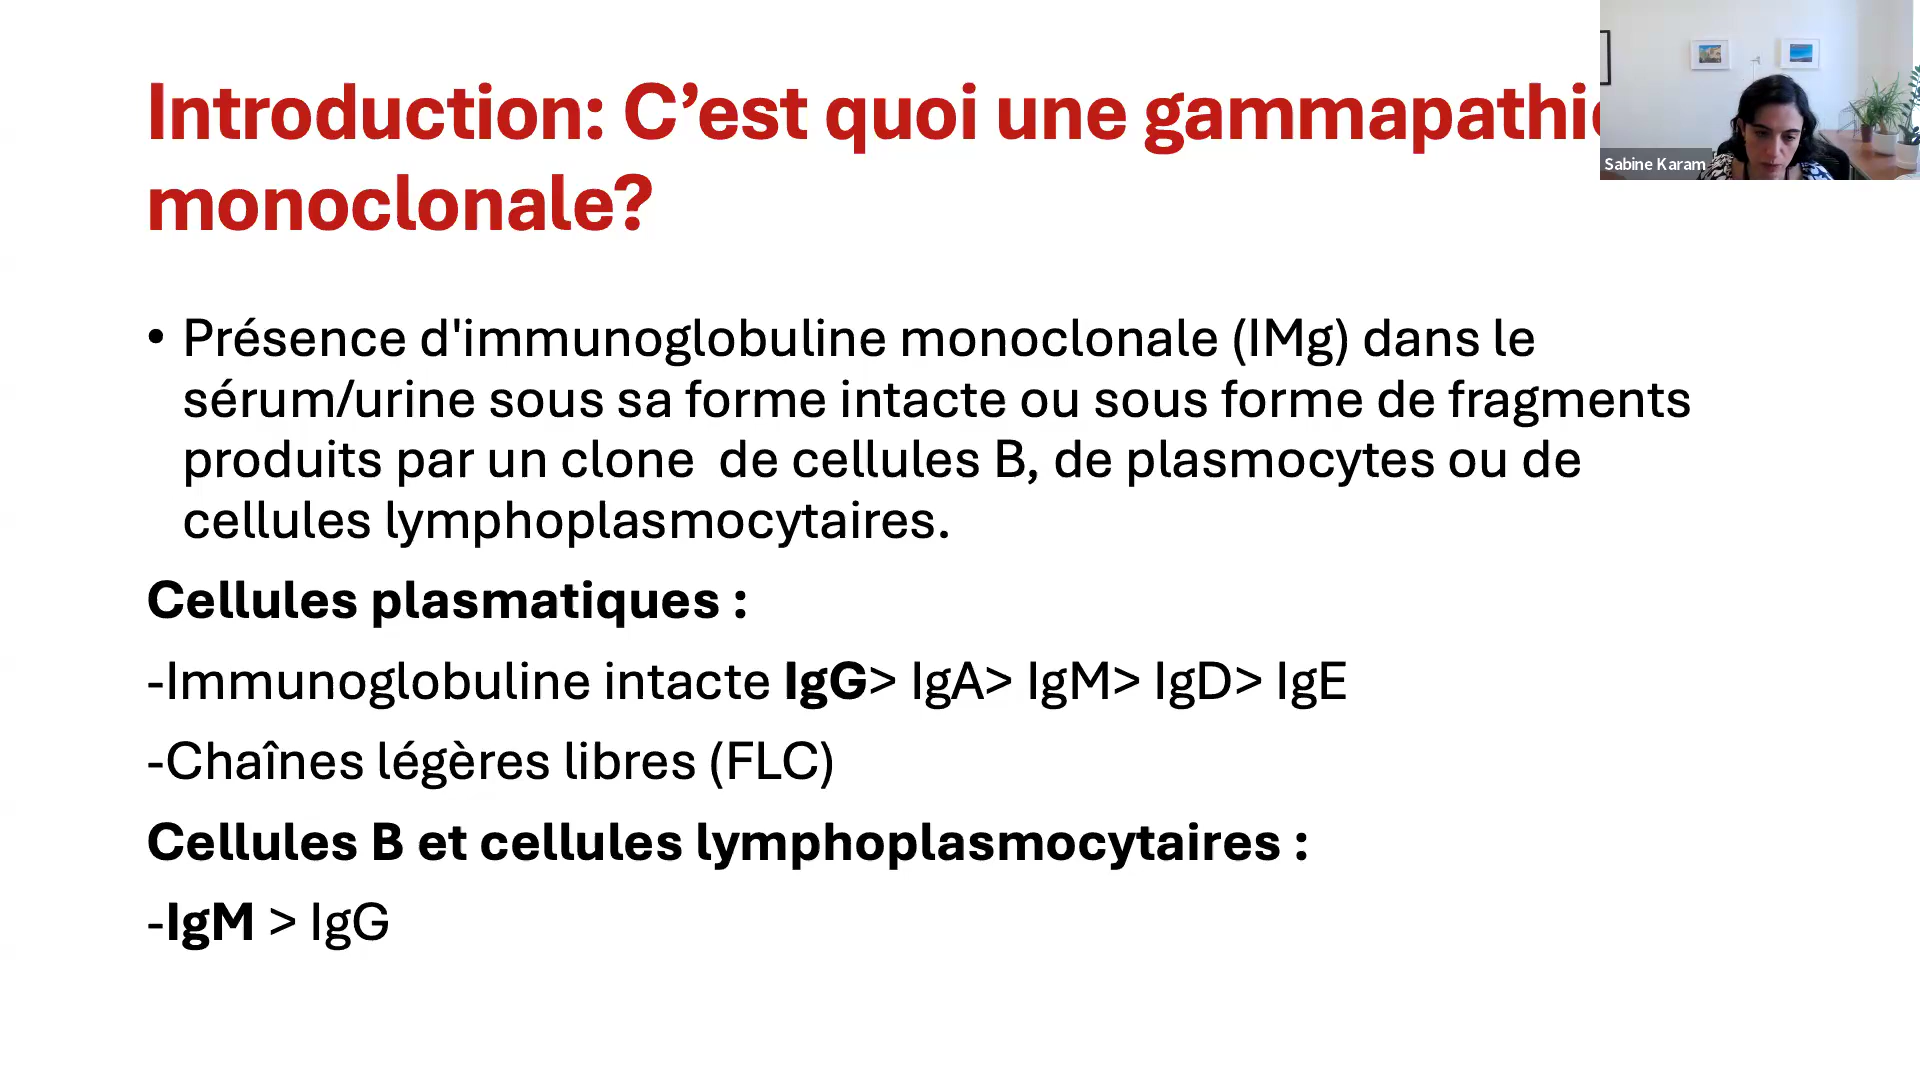 Introduction: C’est quoi une gammapathie
monoclonale?
Sabine Karam
• Présence d'immunoglobuline monoclonale (IMg) dans le
sérum/urine sous sa forme intacte ou sous forme de fragments
produits par un clone  de cellules B, de plasmocytes ou de
cellules lymphoplasmocytaires.
Cellules plasmatiques :
-Immunoglobuline intacte IgG> IgA> IgM> IgD> IgE
-Chaînes légères libres (FLC)
Cellules B et cellules lymphoplasmocytaires :
-IgM > IgG